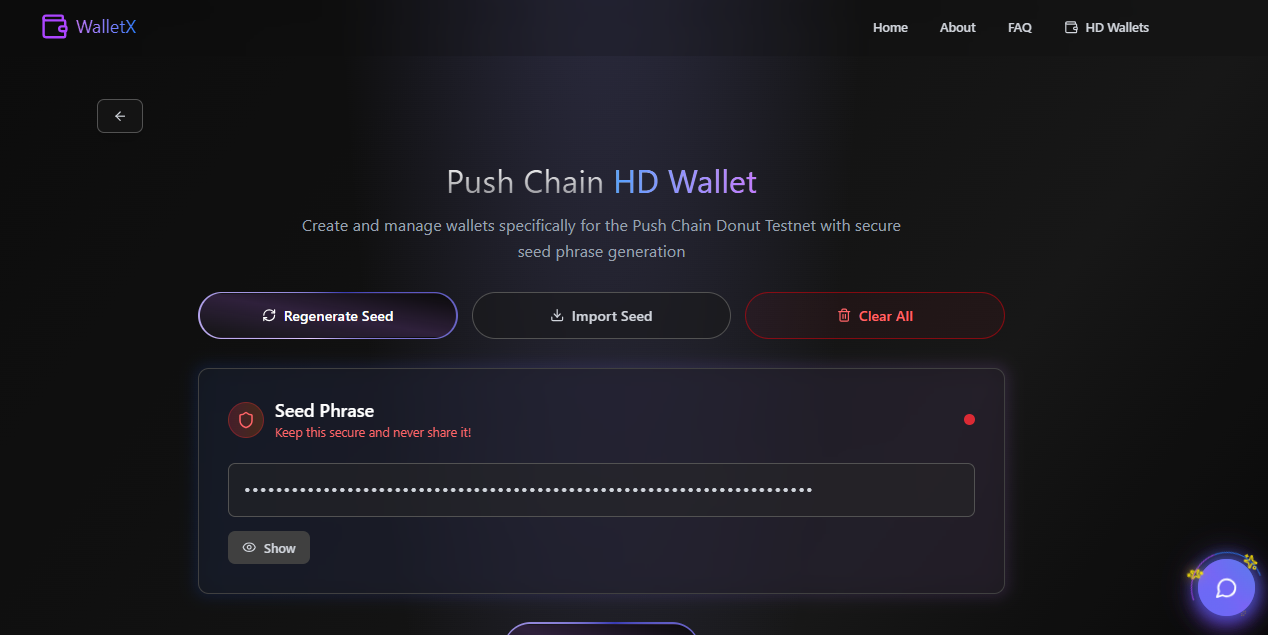 WalletX
Home About FAQ HD Wallets
Push Chain HD Wallet
Create and manage wallets specifically for the Push Chain Donut Testnet with secure
seed phrase generation
Regenerate Seed Import Seed Clear All
Seed Phrase
Keep this secure and never share it!
Show